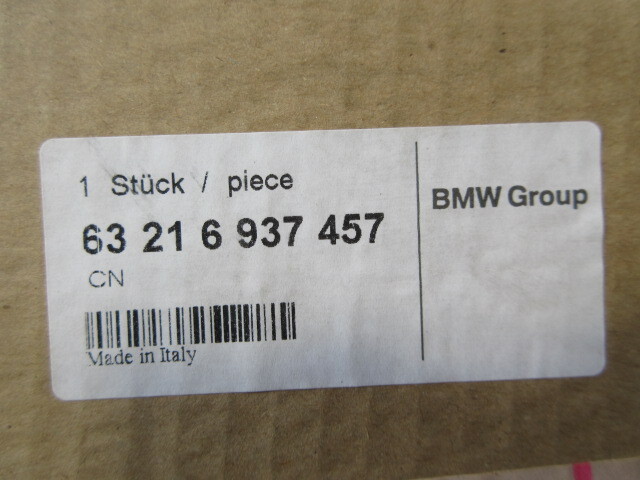 1 Stück / piece
BMW Group
63 21 6 937 457
CN
Made in Italy